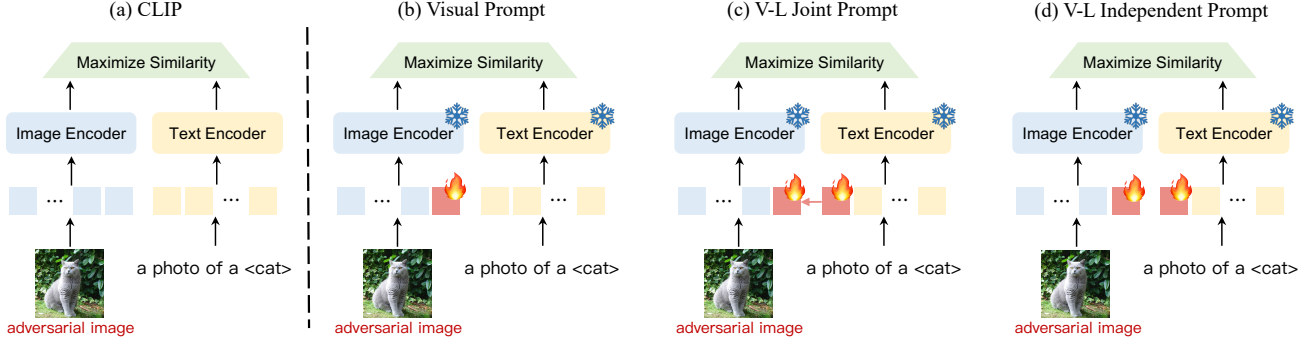 (a) CLIP
Maximize Similarity
Image Encoder
Text Encoder
...
...
a photo of a <cat>
adversarial image
(b) Visual Prompt
Maximize Similarity
Image Encoder
Text Encoder
...
...
a photo of a <cat>
adversarial image
(c) V-L Joint Prompt
Maximize Similarity
Image Encoder
Text Encoder
...
...
a photo of a <cat>
adversarial image
(d) V-L Independent Prompt
Maximize Similarity
Image Encoder
Text Encoder
...
...
a photo of a <cat>
adversarial image